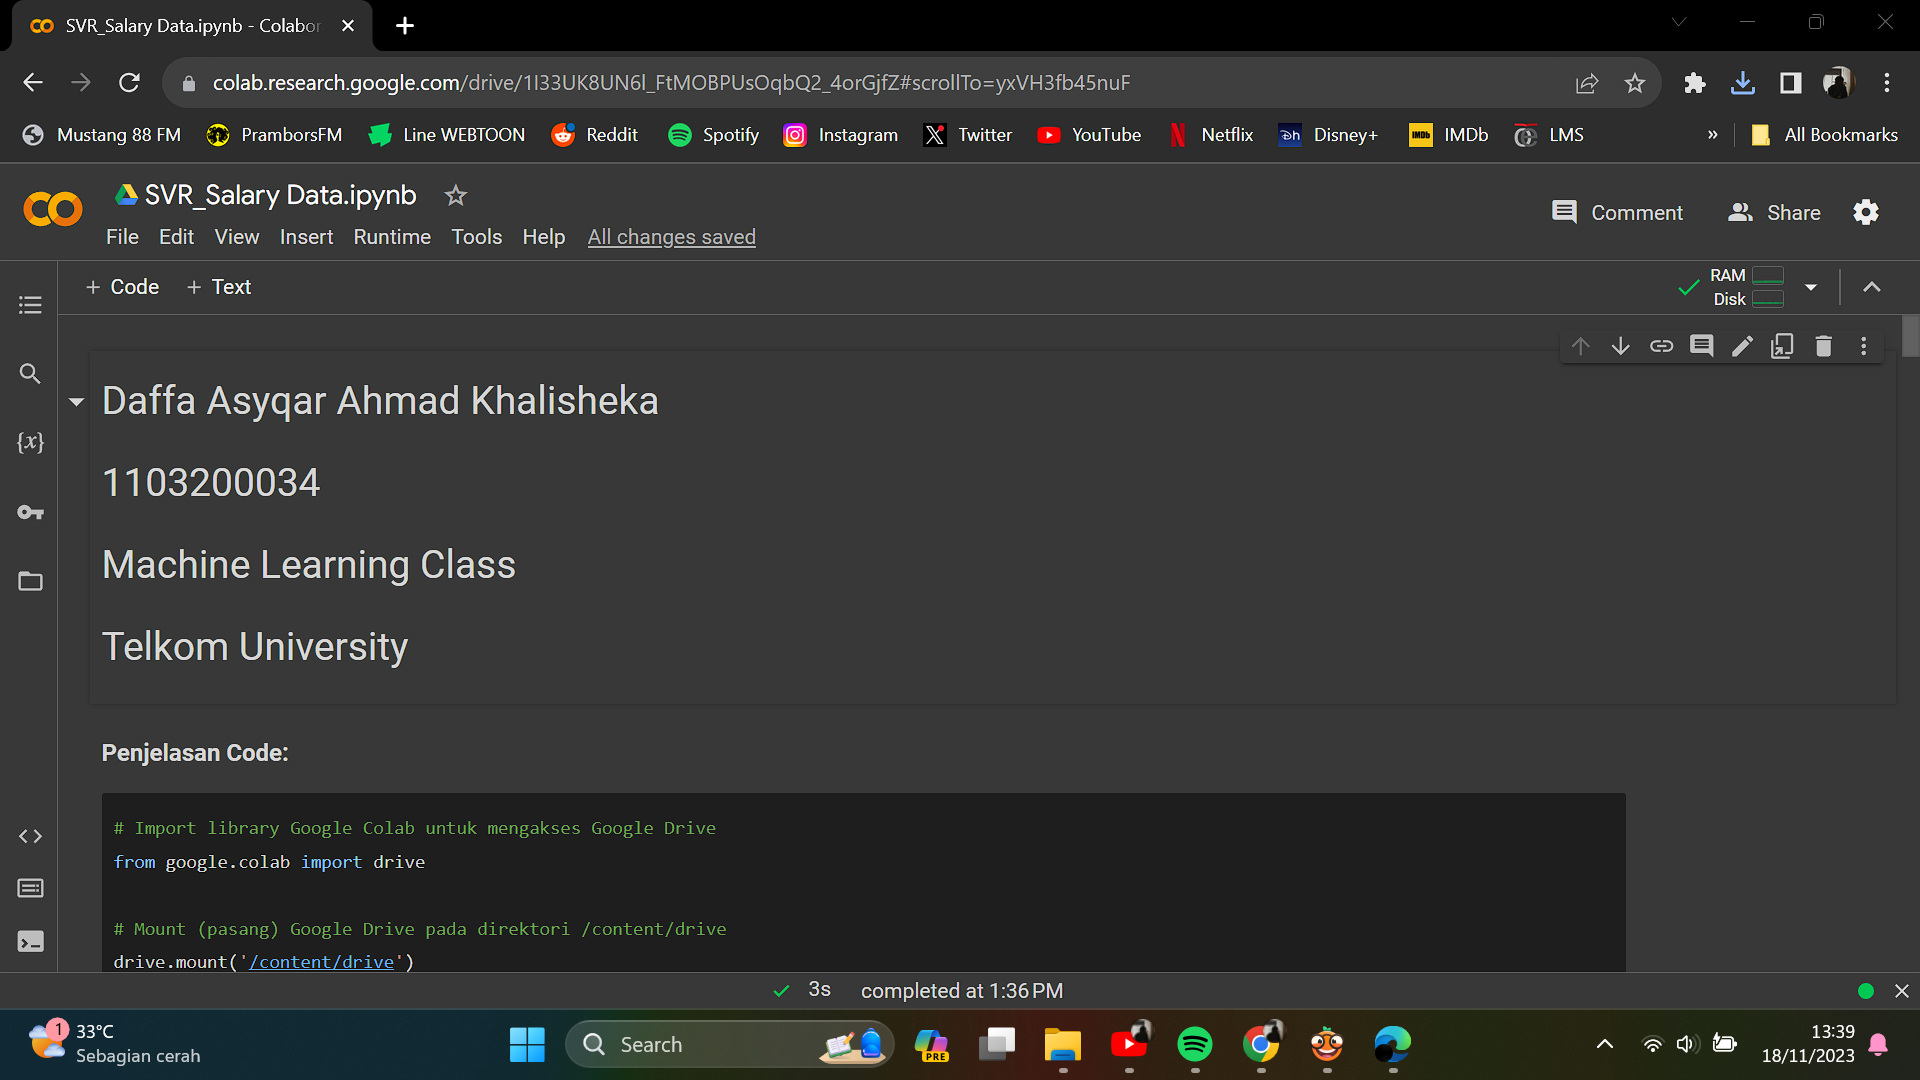 SVR_Salary Data.ipynb - Colabor
colab.research.google.com/drive/1I33UK8UN6l_FtMOBPUsOqbQ2_4orGjfZ#scrollTo=yxVH3fb45nuF
Mustang 88 FM PramborsFM Line WEBTOON Reddit Spotify Instagram Twitter YouTube Netflix Disney+ IMDb LMS » All Bookmarks
SVR_Salary Data.ipynb
Comment Share
File Edit View Insert Runtime Tools Help All changes saved
+ Code + Text
RAM
Disk
Daffa Asyqar Ahmad Khalisheka
1103200034
Machine Learning Class
Telkom University
Penjelasan Code:
# Import library Google Colab untuk mengakses Google Drive
from google.colab import drive
# Mount (pasang) Google Drive pada direktori /content/drive
drive.mount('/content/drive')
3s completed at 1:36 PM
1
33°C
Sebagian cerah
Search
PRE
13:39
18/11/2023